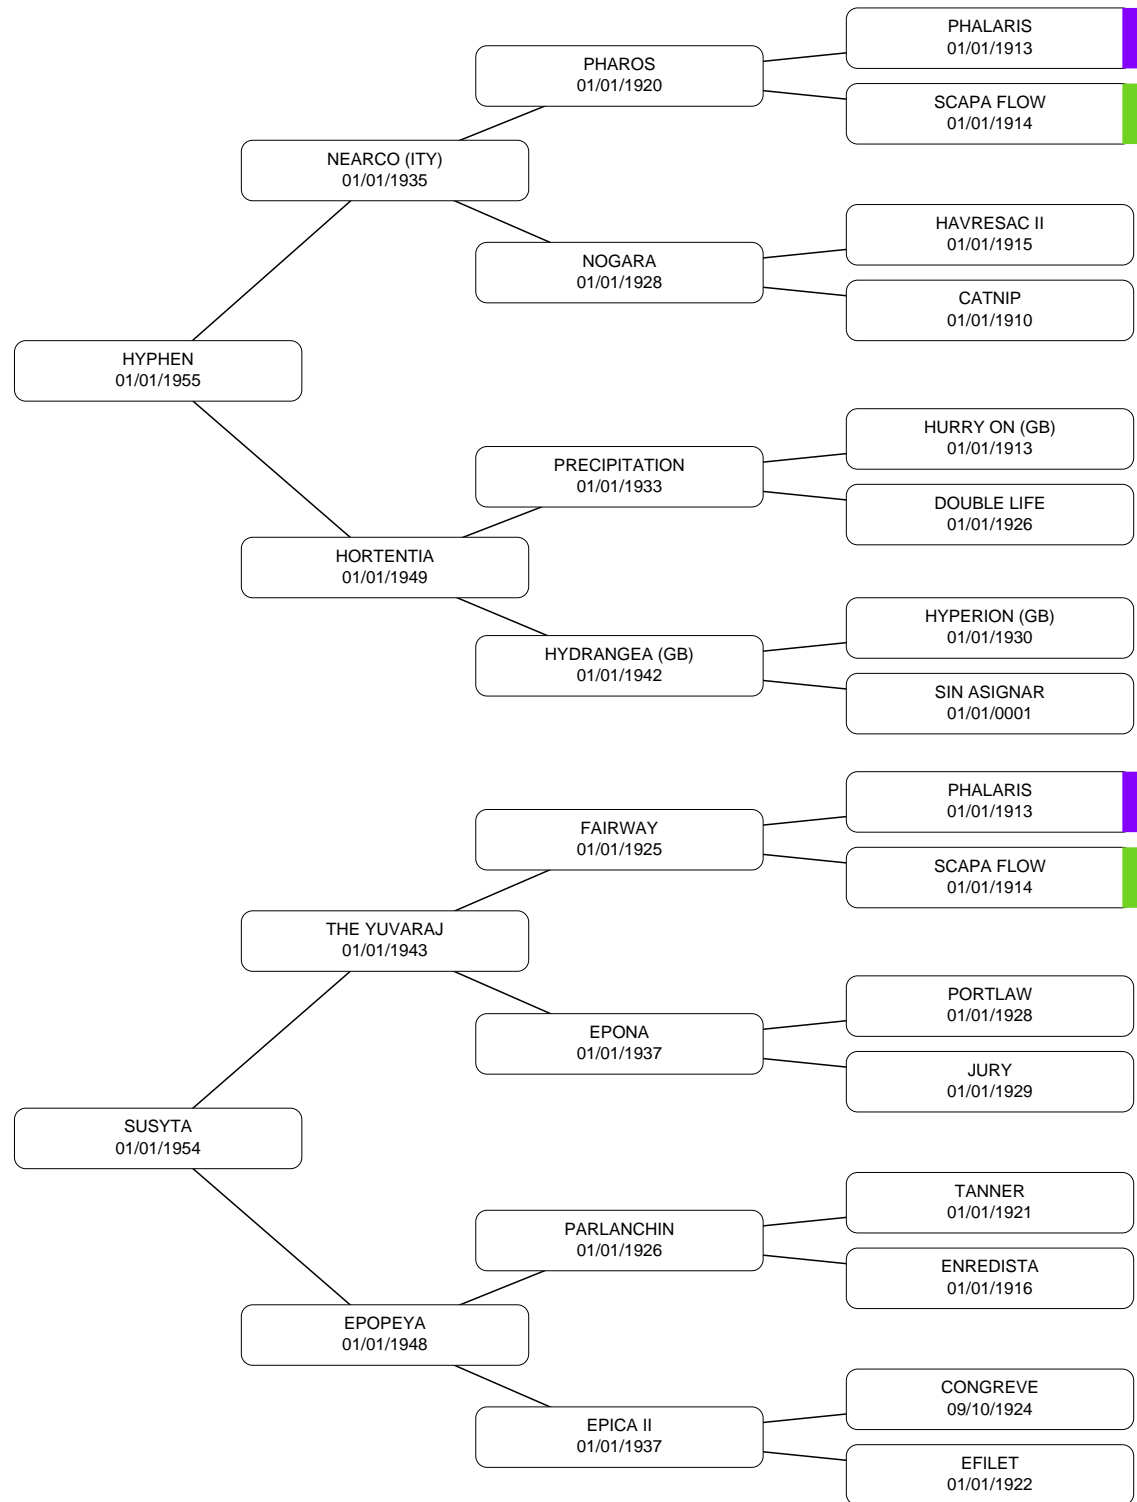 PHALARIS
01/01/1913
PHAROS
01/01/1920
SCAPA FLOW
01/01/1914
NEARCO (ITY)
01/01/1935
HAVRESAC II
01/01/1915
NOGARA
01/01/1928
CATNIP
01/01/1910
HYPHEN
01/01/1955
HURRY ON (GB)
01/01/1913
PRECIPITATION
01/01/1933
DOUBLE LIFE
01/01/1926
HORTENTIA
01/01/1949
HYPERION (GB)
01/01/1930
HYDRANGEA (GB)
01/01/1942
SIN ASIGNAR
01/01/0001
PHALARIS
01/01/1913
FAIRWAY
01/01/1925
SCAPA FLOW
01/01/1914
THE YUVARAJ
01/01/1943
PORTLAW
01/01/1928
EPONA
01/01/1937
JURY
01/01/1929
SUSYTA
01/01/1954
TANNER
01/01/1921
PARLANCHIN
01/01/1926
ENREDISTA
01/01/1916
EPOPEYA
01/01/1948
CONGREVE
09/10/1924
EPICA II
01/01/1937
EFILET
01/01/1922